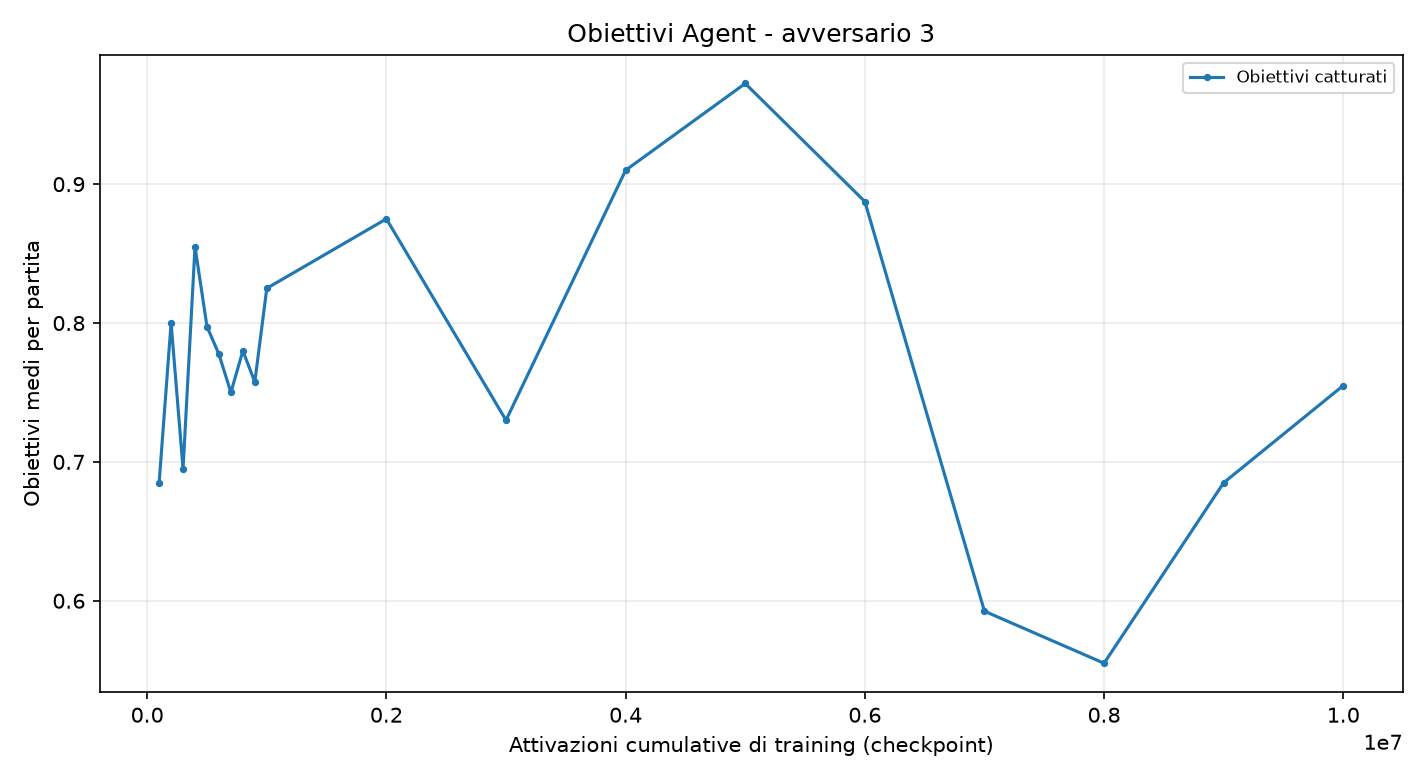 Obiettivi Agent - avversario 3
Obiettivi catturati
Obiettivi medi per partita
0.9
0.8
0.7
0.6
0.0 0.2 0.4 0.6 0.8 1.0
1e7
Attivazioni cumulative di training (checkpoint)